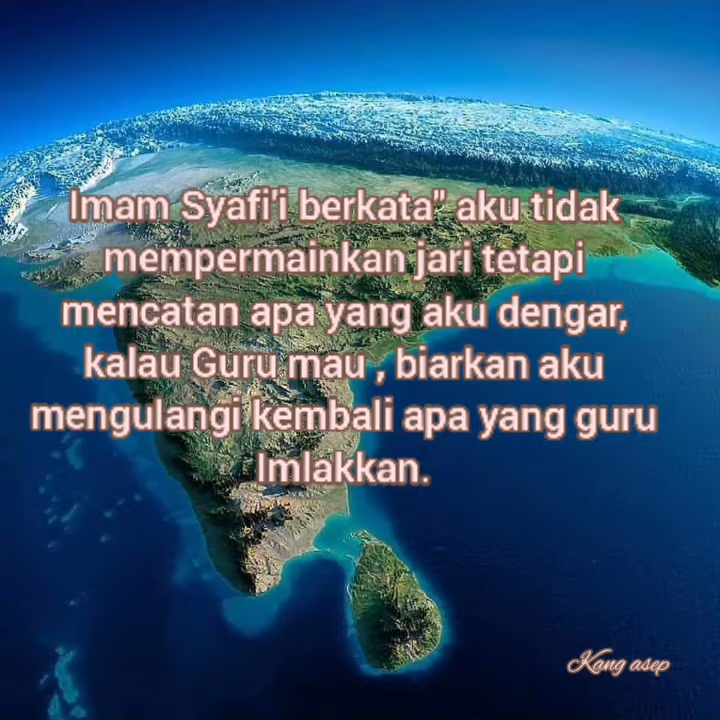 Imam Syafi'i berkata" aku tidak
mempermainkan jari tetapi
mencatan apa yang aku dengar,
kalau Guru mau , biarkan aku
mengulangi kembali apa yang guru
Imlakkan.
Kang asep